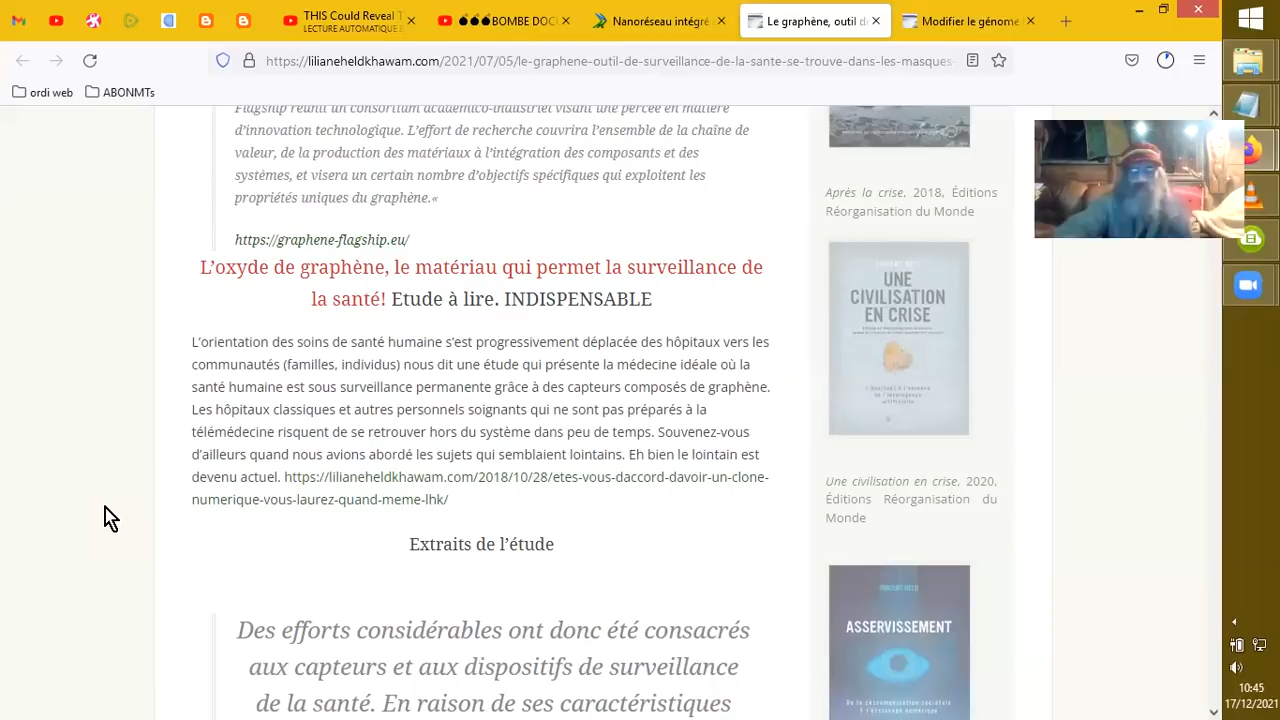 THIS Could Reveal T
LECTURE AUTOMATIQUE B
BOMBE DOC
Nanoréseau intégré
Le graphène, outil d
Modifier le génome
https://lilianeheldkhawam.com/2021/07/05/le-graphene-outil-de-surveillance-de-la-sante-se-trouve-dans-les-masques-
ordi web
ABONMTs
Flagship réunit un consortium académico-industriel visant une percée en matière
d'innovation technologique. L'effort de recherche couvrira l'ensemble de la chaîne de
valeur, de la production des matériaux à l'intégration des composants et des
systèmes, et visera un certain nombre d'objectifs spécifiques qui exploitent les
propriétés uniques du graphène.«
https://graphene-flagship.eu/
L'oxyde de graphène, le matériau qui permet la surveillance de
la santé! Etude à lire. INDISPENSABLE
L'orientation des soins de santé humaine s'est progressivement déplacée des hôpitaux vers les
communautés (familles, individus) nous dit une étude qui présente la médecine idéale où la
santé humaine est sous surveillance permanente grâce à des capteurs composés de graphène.
Les hôpitaux classiques et autres personnels soignants qui ne sont pas préparés à la
télémédecine risquent de se retrouver hors du système dans peu de temps. Souvenez-vous
d'ailleurs quand nous avions abordé les sujets qui semblaient lointains. Eh bien le lointain est
devenu actuel. https://lilianeheldkhawam.com/2018/10/28/etes-vous-daccord-davoir-un-clone-
numerique-vous-laurez-quand-meme-lhk/
Extraits de l'étude
Des efforts considérables ont donc été consacrés
aux capteurs et aux dispositifs de surveillance
de la santé. En raison de ses caractéristiques
Après la crise, 2018, Éditions
Réorganisation du Monde
UNE
CIVILISATION
EN CRISE
Une civilisation en crise, 2020,
Éditions Réorganisation du
Monde
ASSERVISSEMENT
10:45
17/12/2021